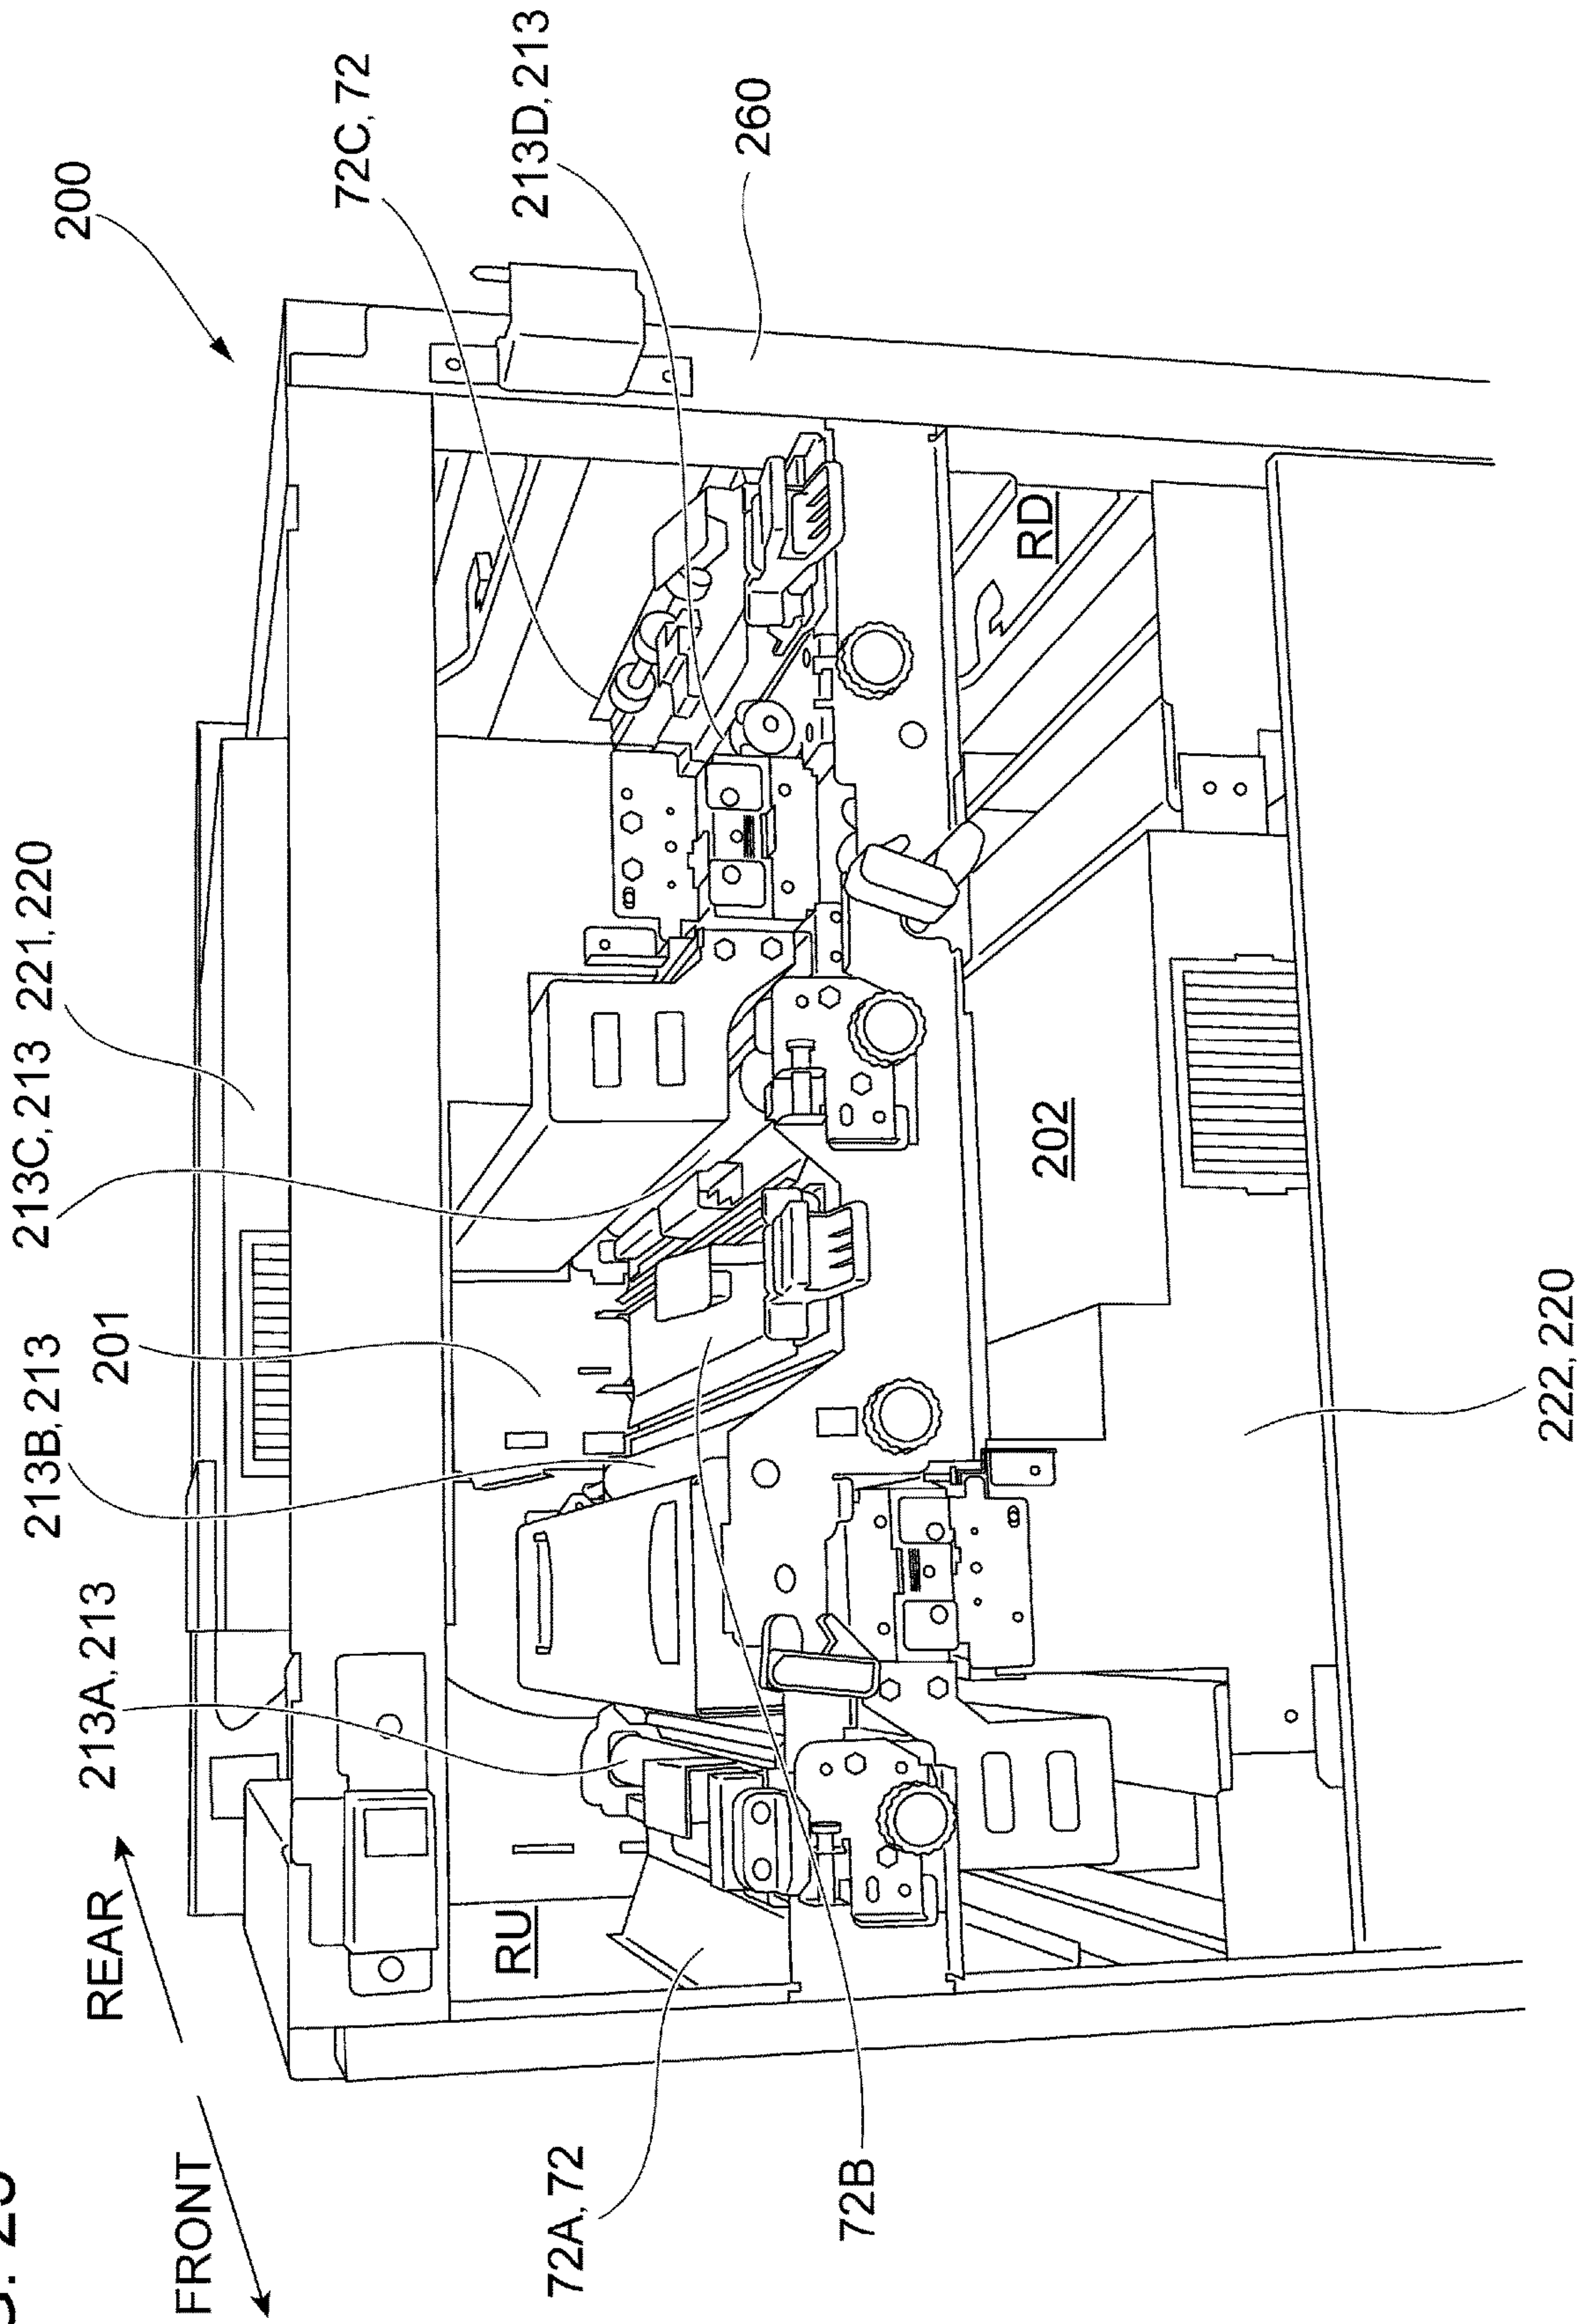 FRONT
REAR
213A, 213
213B, 213
201
213C, 213
221, 220
200
72C, 72
213D, 213
260
RU
RD
202
72A, 72
72B
222, 220